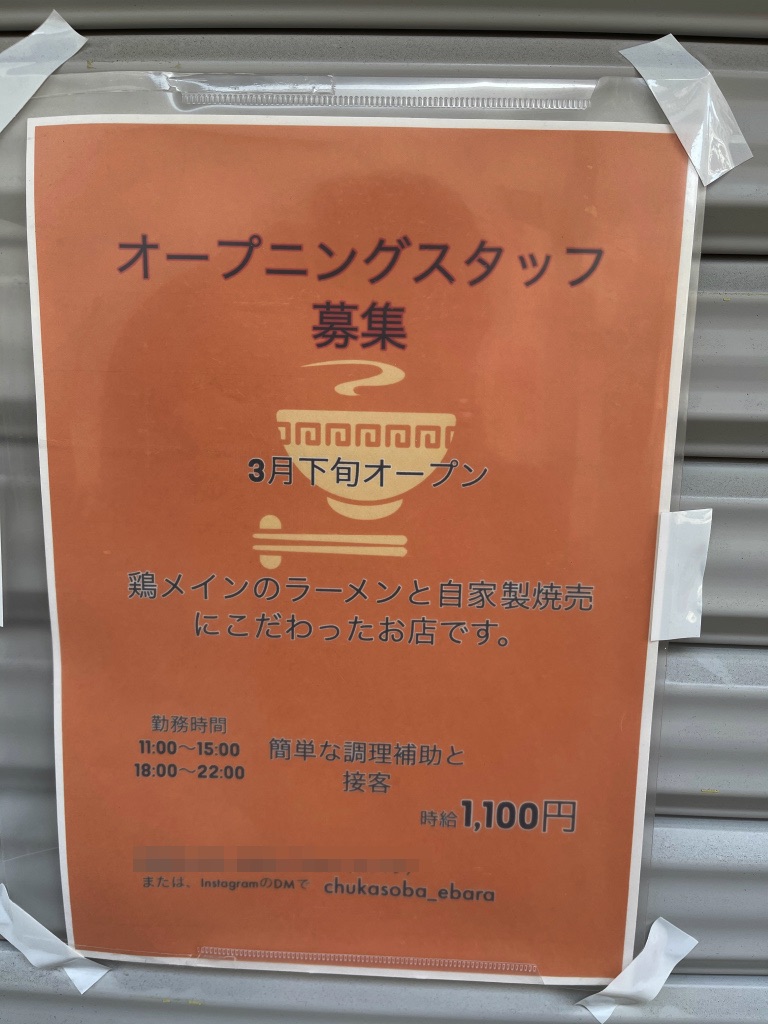 オープニングスタッフ
募集
3月下旬オープン
鶏メインのラーメンと自家製焼売
にこだわったお店です。
勤務時間
11:00〜15:00
18:00〜22:00
簡単な調理補助と
接客
時給1,100円
または、InstagramのDMで chukasoba_ebara